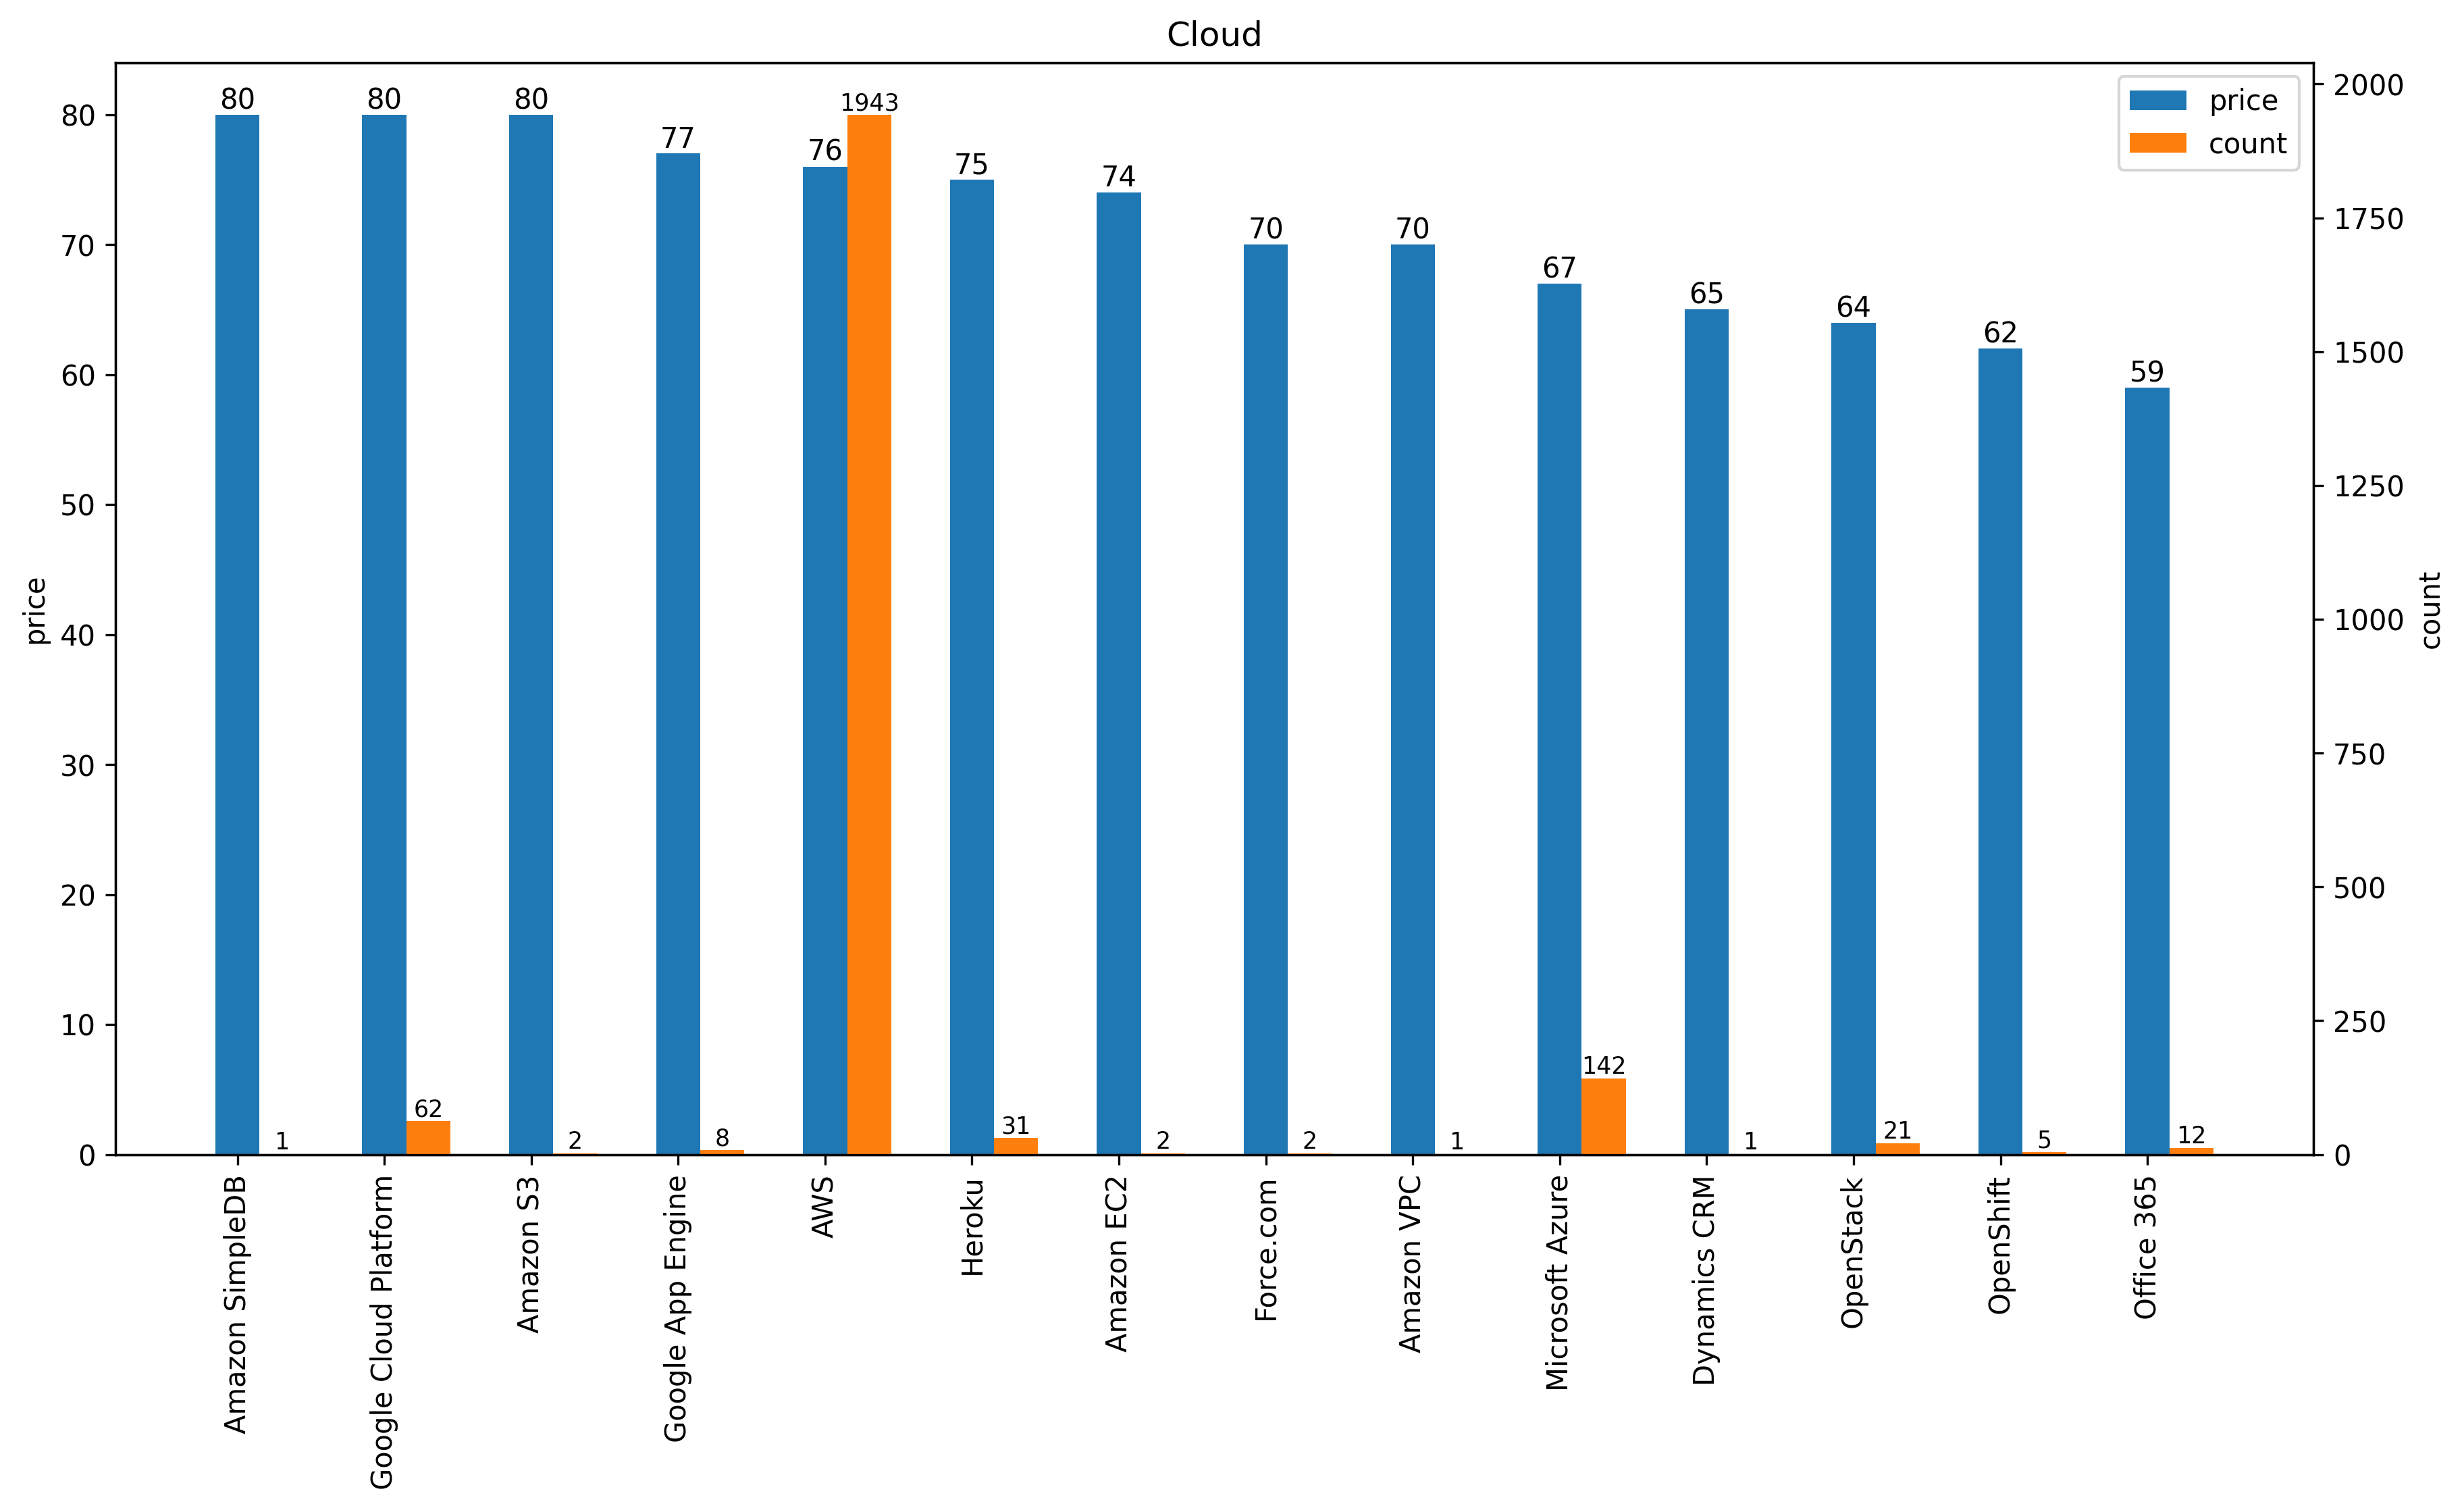 Cloud
80 80 80 77 76 1943 75 74 70 70 67 65 64 62 59
1 62 2 8 31 2 2 1 142 1 21 5 12
price
count
price
80
70
60
50
40
30
20
10
0
count
2000
1750
1500
1250
1000
750
500
250
0
Amazon SimpleDB
Google Cloud Platform
Amazon S3
Google App Engine
AWS
Heroku
Amazon EC2
Force.com
Amazon VPC
Microsoft Azure
Dynamics CRM
OpenStack
OpenShift
Office 365